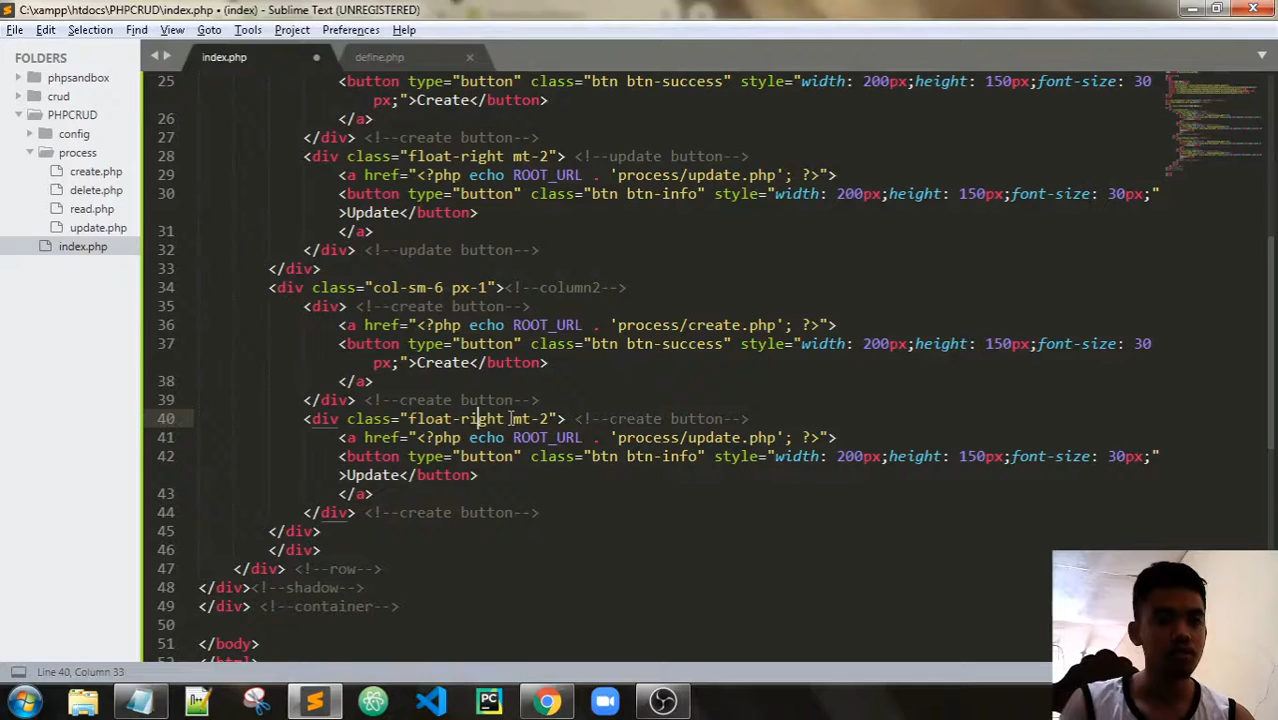 C:\xampp\htdocs\PHPCRUD\index.php • (index) - Sublime Text (UNREGISTERED)
File Edit Selection Find View Goto Tools Project Preferences Help
FOLDERS
phpsandbox
crud
PHPCRUD
config
process
create.php
delete.php
read.php
update.php
index.php
index.php
define.php
25 <button type="button" class="btn btn-success" style="width: 200px;height: 150px;font-size: 30
px;">Create</button>
26 </a>
27 </div> <!--create button-->
28 <div class="float-right mt-2"> <!--update button-->
29 <a href="<?php echo ROOT_URL . 'process/update.php'; ?>">
30 <button type="button" class="btn btn-info" style="width: 200px;height: 150px;font-size: 30px;"
>Update</button>
31 </a>
32 </div> <!--update button-->
33 </div>
34 <div class="col-sm-6 px-1"><!--column2-->
35 <div> <!--create button-->
36 <a href="<?php echo ROOT_URL . 'process/create.php'; ?>">
37 <button type="button" class="btn btn-success" style="width: 200px;height: 150px;font-size: 30
px;">Create</button>
38 </a>
39 </div> <!--create button-->
40 <div class="float-right mt-2"> <!--create button-->
41 <a href="<?php echo ROOT_URL . 'process/update.php'; ?>">
42 <button type="button" class="btn btn-info" style="width: 200px;height: 150px;font-size: 30px;"
>Update</button>
43 </a>
44 </div> <!--create button-->
45 </div>
46 </div>
47 </div> <!--row-->
48 </div><!--shadow-->
49 </div> <!--container-->
50
51 </body>
52 </html>
Line 40, Column 33